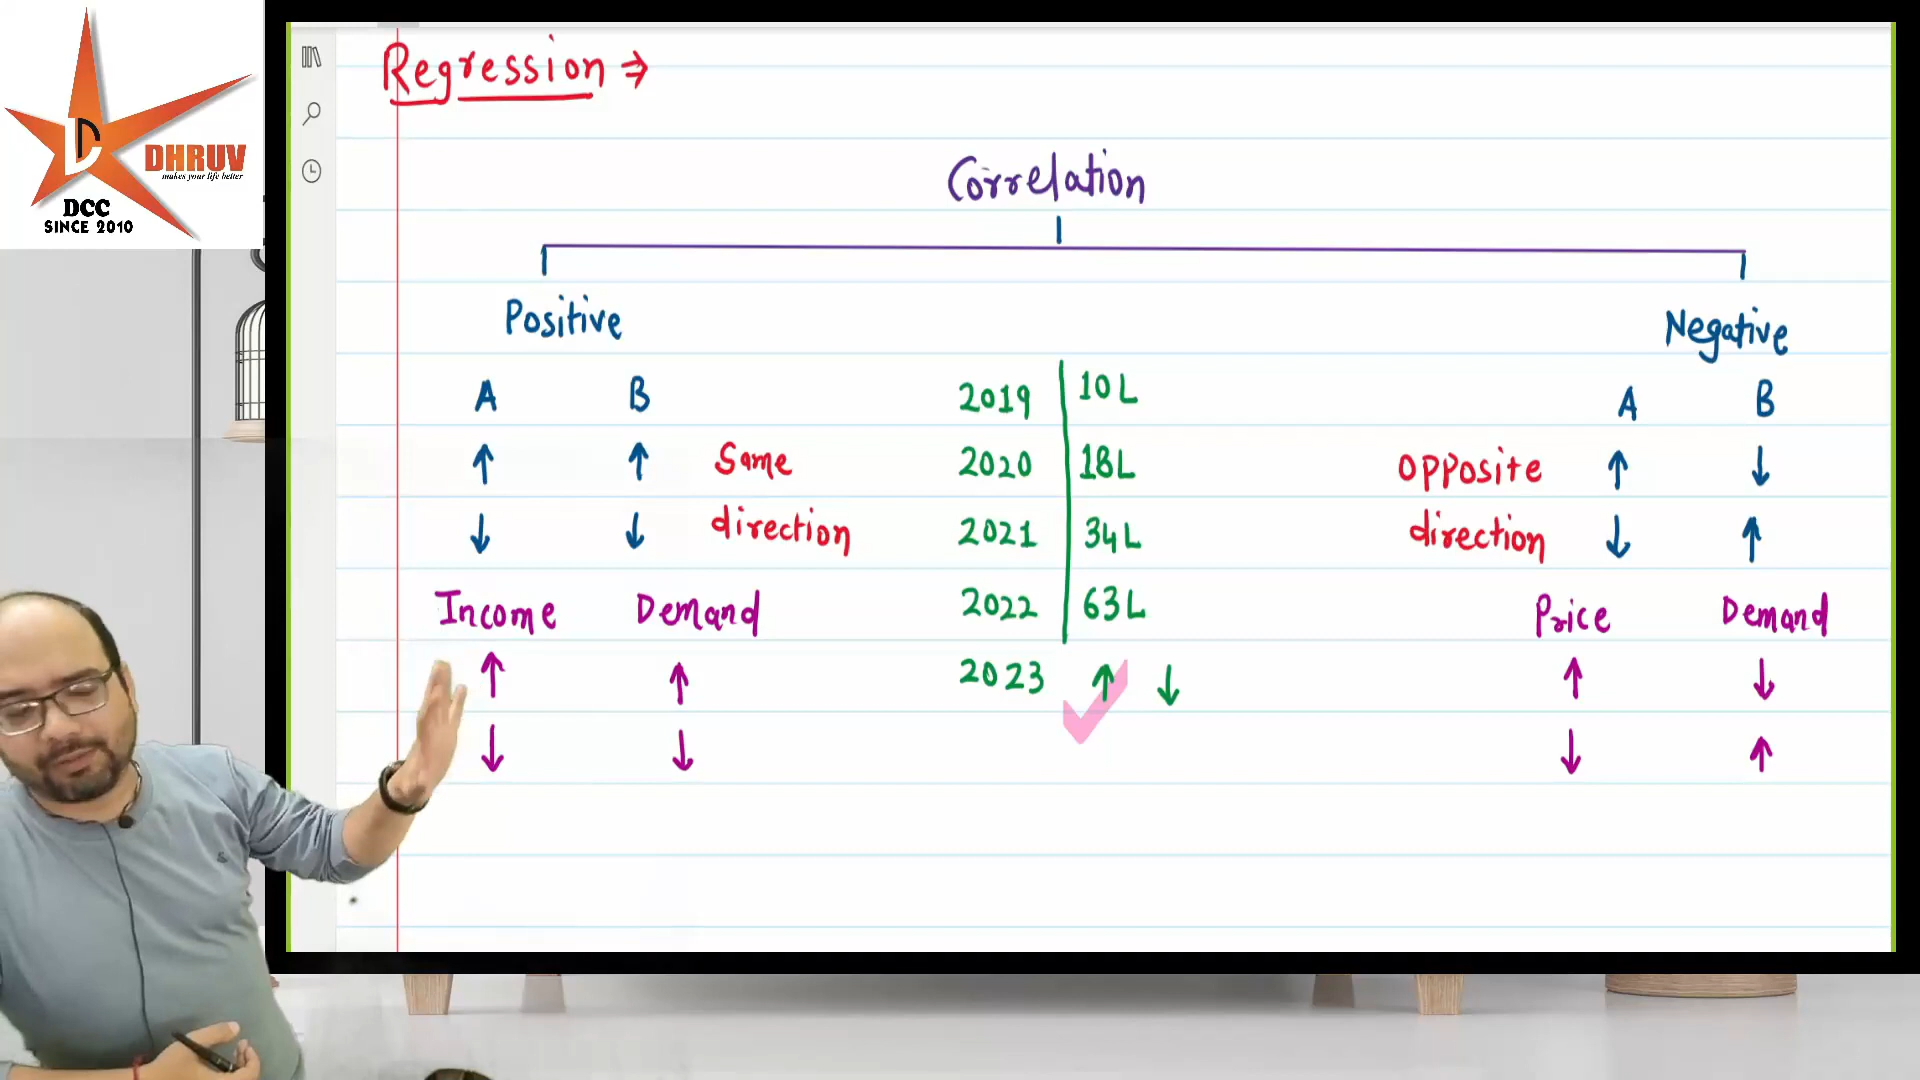 DHRUV
makes your life better
DCC
SINCE 2010
Regression ⇒
Correlation
Positive Negative
A B 2019 10L A B
↑ ↑ Same 2020 18L opposite ↑ ↓
↓ ↓ direction 2021 34L direction ↓ ↑
Income Demand 2022 63L Price Demand
↑ ↑ 2023 ↑ ↓ ↑ ↓
↓ ↓ ↓ ↑